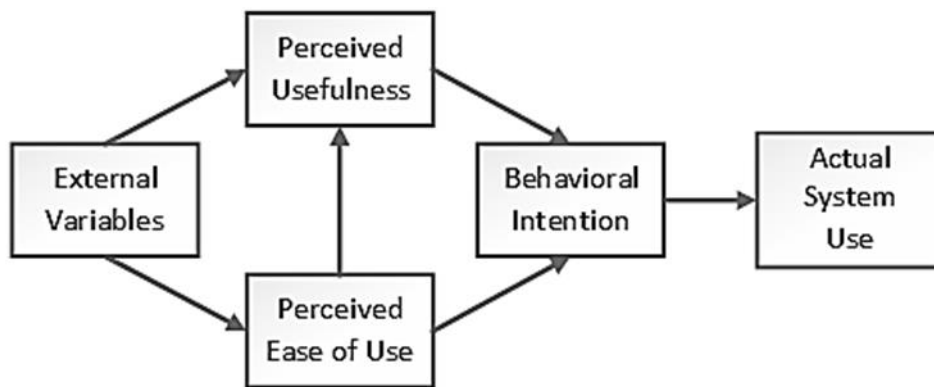 Perceived
Usefulness
External
Variables
Behavioral
Intention
Actual
System
Use
Perceived
Ease of Use